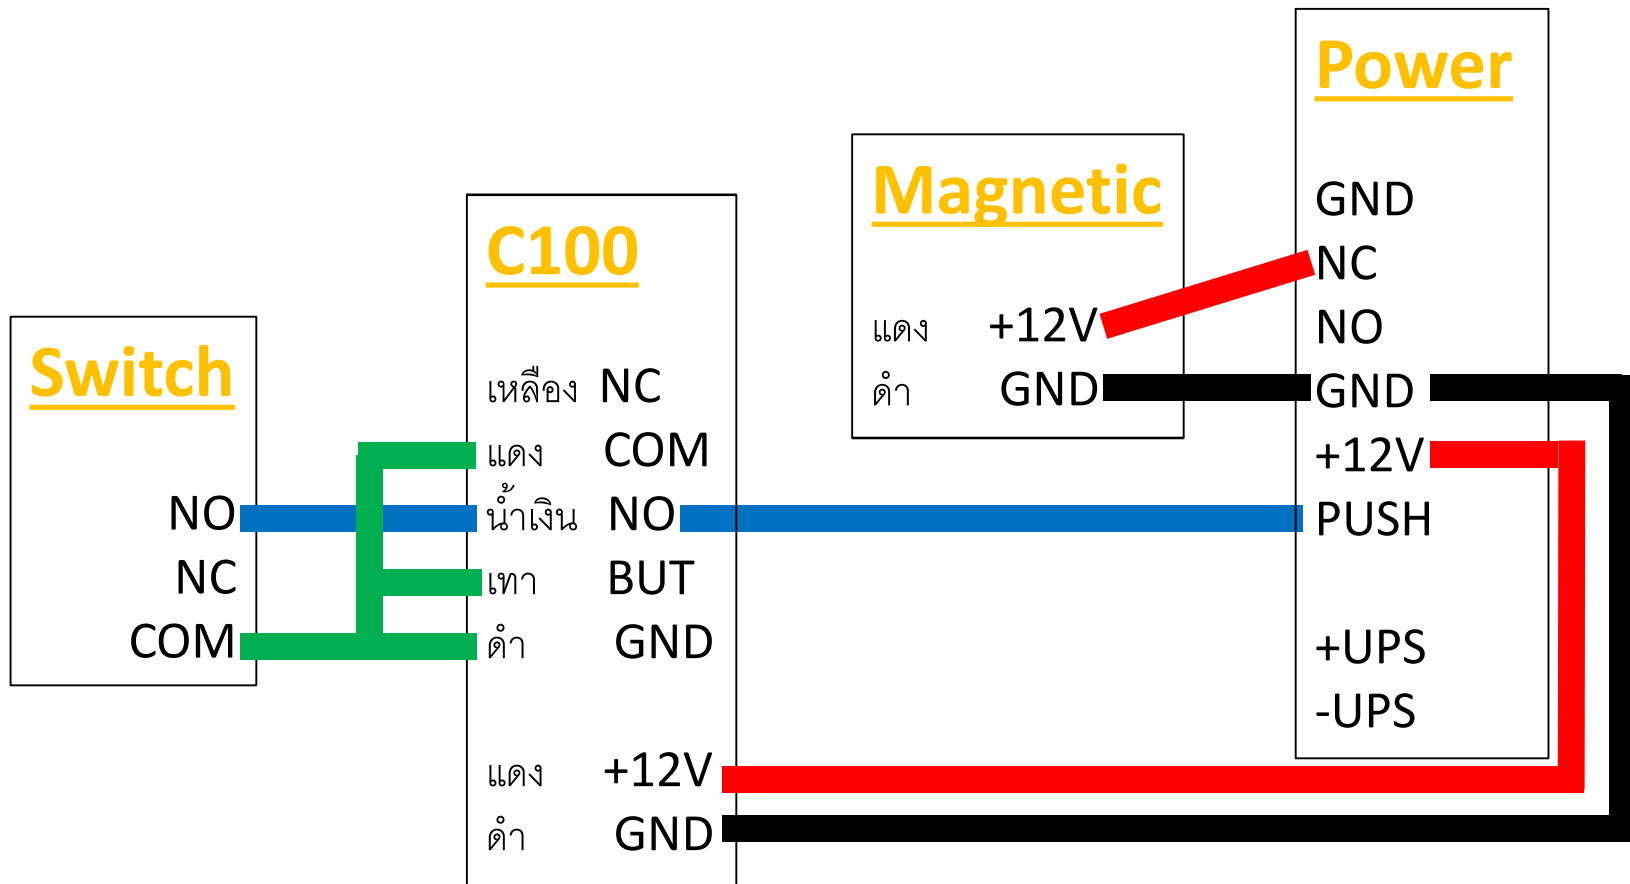 Switch
NO
NC
COM
C100
เหลือง NC
แดง COM
น้ำเงิน NO
เทา BUT
ดำ GND
แดง +12V
ดำ GND
Magnetic
แดง +12V
ดำ GND
Power
GND
NC
NO
GND
+12V
PUSH
+UPS
-UPS